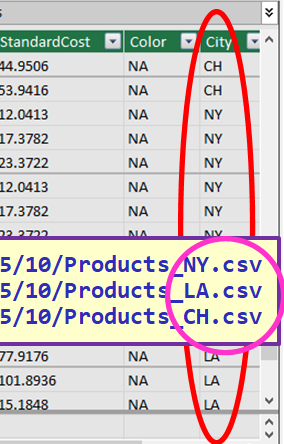 StandardCost Color City
44.9506 NA CH
53.9416 NA CH
12.0413 NA NY
17.3782 NA NY
23.3722 NA NY
12.0413 NA NY
17.3782 NA NY
23.3722 NA NY
5/10/Products_NY.csv
5/10/Products_LA.csv
5/10/Products_CH.csv
77.9176 NA LA
101.8936 NA LA
15.1848 NA LA